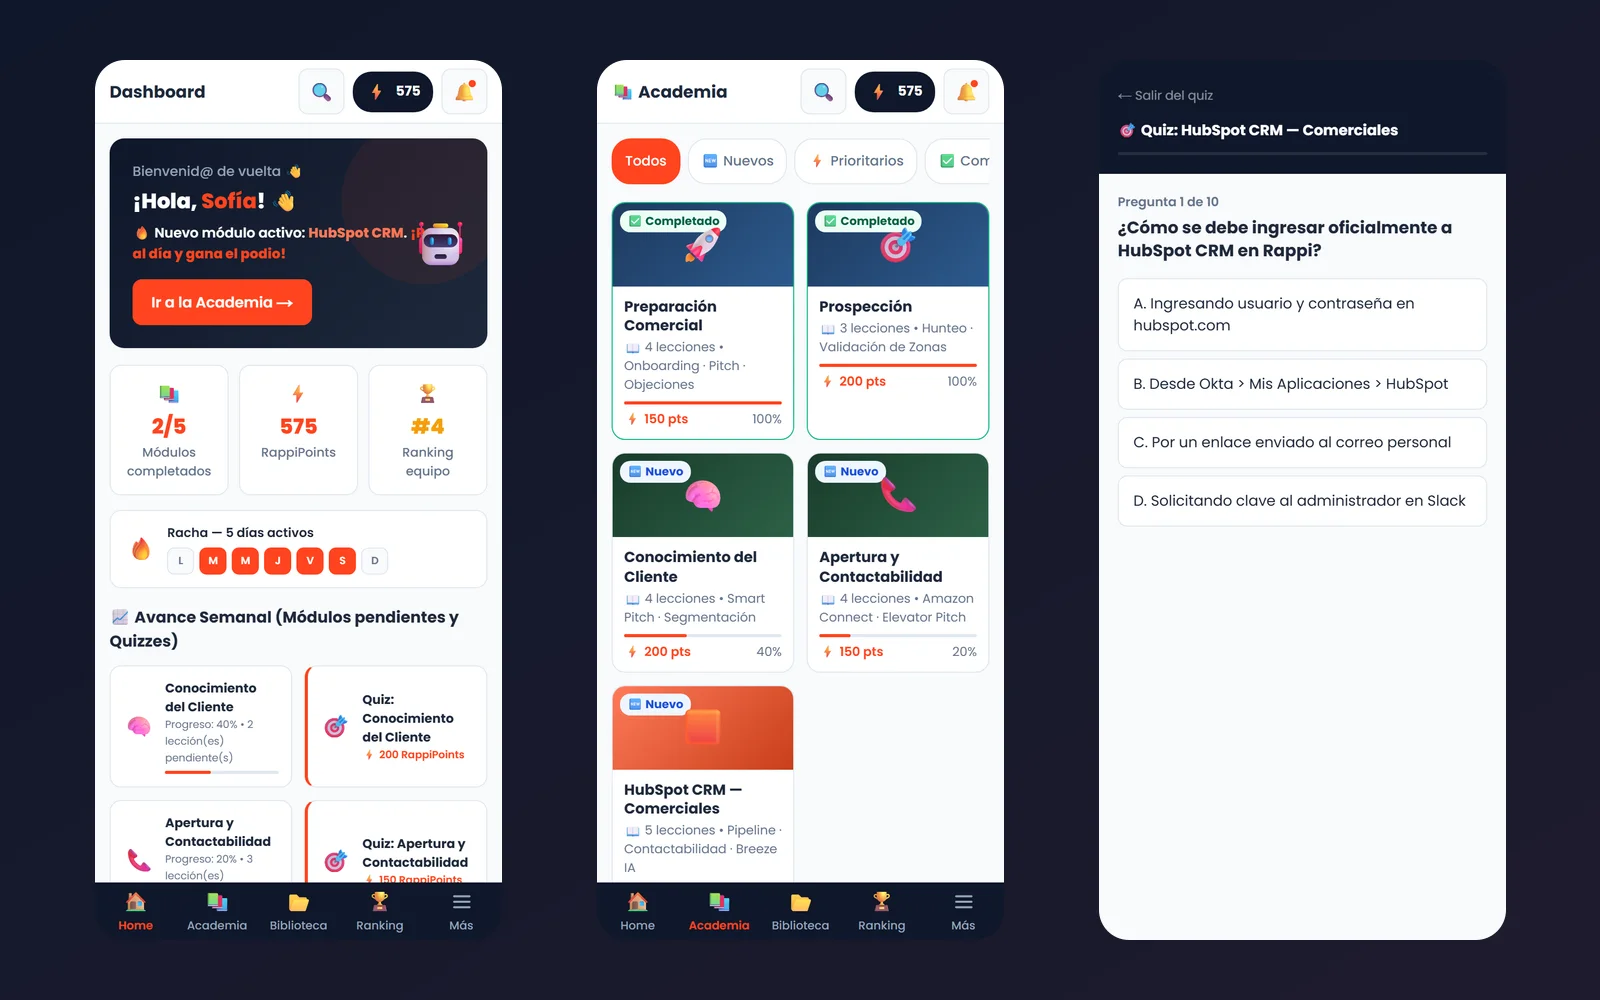 Dashboard
575
Bienvenid@ de vuelta
¡Hola, Sofía!
Nuevo módulo activo: HubSpot CRM.
al día y gana el podio!
Ir a la Academia →
2/5
Módulos
completados
575
RappiPoints
#4
Ranking
equipo
Racha — 5 días activos
L M M J V S D
Avance Semanal (Módulos pendientes y
Quizzes)
Conocimiento
del Cliente
Progreso: 40% • 2
lección(es)
pendiente(s)
Quiz:
Conocimiento
del Cliente
200 RappiPoints
Apertura y
Contactabilidad
Progreso: 20% • 3
lección(es)
Quiz: Apertura y
Contactabilidad
150 RappiPoints
Home
Academia
Biblioteca
Ranking
Más
Academia
575
Todos
Nuevos
Prioritarios
Com
Completado
Preparación
Comercial
4 lecciones •
Onboarding · Pitch ·
Objeciones
150 pts 100%
Completado
Prospección
3 lecciones • Hunteo ·
Validación de Zonas
200 pts 100%
Nuevo
Conocimiento del
Cliente
4 lecciones • Smart
Pitch · Segmentación
200 pts 40%
Nuevo
Apertura y
Contactabilidad
4 lecciones • Amazon
Connect · Elevator Pitch
150 pts 20%
Nuevo
HubSpot CRM —
Comerciales
5 lecciones • Pipeline ·
Contactabilidad · Breeze
IA
Home
Academia
Biblioteca
Ranking
Más
← Salir del quiz
Quiz: HubSpot CRM — Comerciales
Pregunta 1 de 10
¿Cómo se debe ingresar oficialmente a
HubSpot CRM en Rappi?
A. Ingresando usuario y contraseña en
hubspot.com
B. Desde Okta > Mis Aplicaciones > HubSpot
C. Por un enlace enviado al correo personal
D. Solicitando clave al administrador en Slack